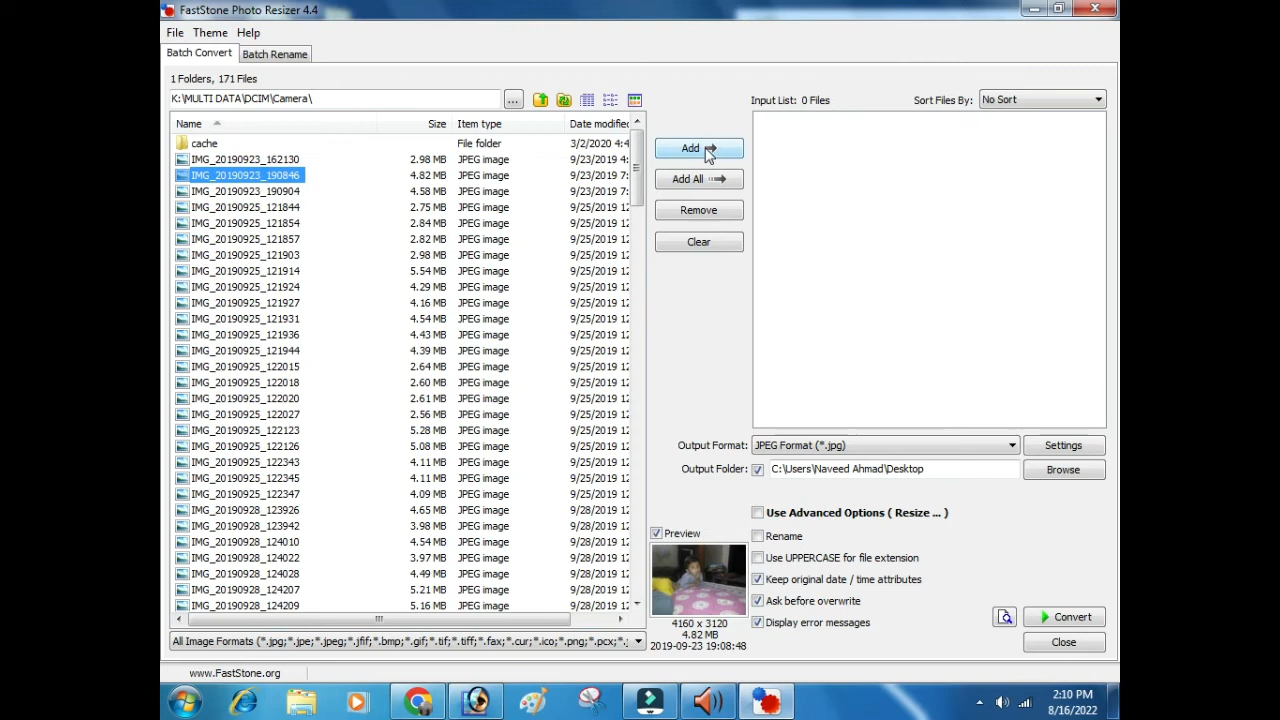 FastStone Photo Resizer 4.4
File Theme Help
Batch Convert Batch Rename
1 Folders, 171 Files
K:\MULTI DATA\DCIM\Camera\ ...
Input List: 0 Files Sort Files By: No Sort
Name Size Item type Date modified
cache File folder 3/2/2020 4:4
IMG_20190923_162130 2.98 MB JPEG image 9/23/2019 4:
IMG_20190923_190846 4.82 MB JPEG image 9/23/2019 7:
IMG_20190923_190904 4.58 MB JPEG image 9/23/2019 7:
IMG_20190925_121844 2.75 MB JPEG image 9/25/2019 12
IMG_20190925_121854 2.84 MB JPEG image 9/25/2019 12
IMG_20190925_121857 2.82 MB JPEG image 9/25/2019 12
IMG_20190925_121903 2.98 MB JPEG image 9/25/2019 12
IMG_20190925_121914 5.54 MB JPEG image 9/25/2019 12
IMG_20190925_121924 4.29 MB JPEG image 9/25/2019 12
IMG_20190925_121927 4.16 MB JPEG image 9/25/2019 12
IMG_20190925_121931 4.54 MB JPEG image 9/25/2019 12
IMG_20190925_121936 4.43 MB JPEG image 9/25/2019 12
IMG_20190925_121944 4.39 MB JPEG image 9/25/2019 12
IMG_20190925_122015 2.64 MB JPEG image 9/25/2019 12
IMG_20190925_122018 2.60 MB JPEG image 9/25/2019 12
IMG_20190925_122020 2.61 MB JPEG image 9/25/2019 12
IMG_20190925_122027 2.56 MB JPEG image 9/25/2019 12
IMG_20190925_122123 5.28 MB JPEG image 9/25/2019 12
IMG_20190925_122126 5.08 MB JPEG image 9/25/2019 12
IMG_20190925_122343 4.11 MB JPEG image 9/25/2019 12
IMG_20190925_122345 4.11 MB JPEG image 9/25/2019 12
IMG_20190925_122347 4.09 MB JPEG image 9/25/2019 12
IMG_20190928_123926 4.65 MB JPEG image 9/28/2019 12
IMG_20190928_123942 3.98 MB JPEG image 9/28/2019 12
IMG_20190928_124010 4.54 MB JPEG image 9/28/2019 12
IMG_20190928_124022 3.97 MB JPEG image 9/28/2019 12
IMG_20190928_124028 4.49 MB JPEG image 9/28/2019 12
IMG_20190928_124207 5.21 MB JPEG image 9/28/2019 12
IMG_20190928_124209 5.16 MB JPEG image 9/28/2019 12
All Image Formats (*.jpg;*.jpe;*.jpeg;*.jfif;*.bmp;*.gif;*.tif;*.tiff;*.fax;*.cur;*.ico;*.png;*.pcx;*.
Add
Add All
Remove
Clear
Output Format: JPEG Format (*.jpg) Settings
Output Folder: C:\Users\Naveed Ahmad\Desktop Browse
Use Advanced Options ( Resize ... )
Rename
Use UPPERCASE for file extension
Keep original date / time attributes
Ask before overwrite
Display error messages
Preview
4160 x 3120
4.82 MB
2019-09-23 19:08:48
Convert
Close
www.FastStone.org
2:10 PM
8/16/2022